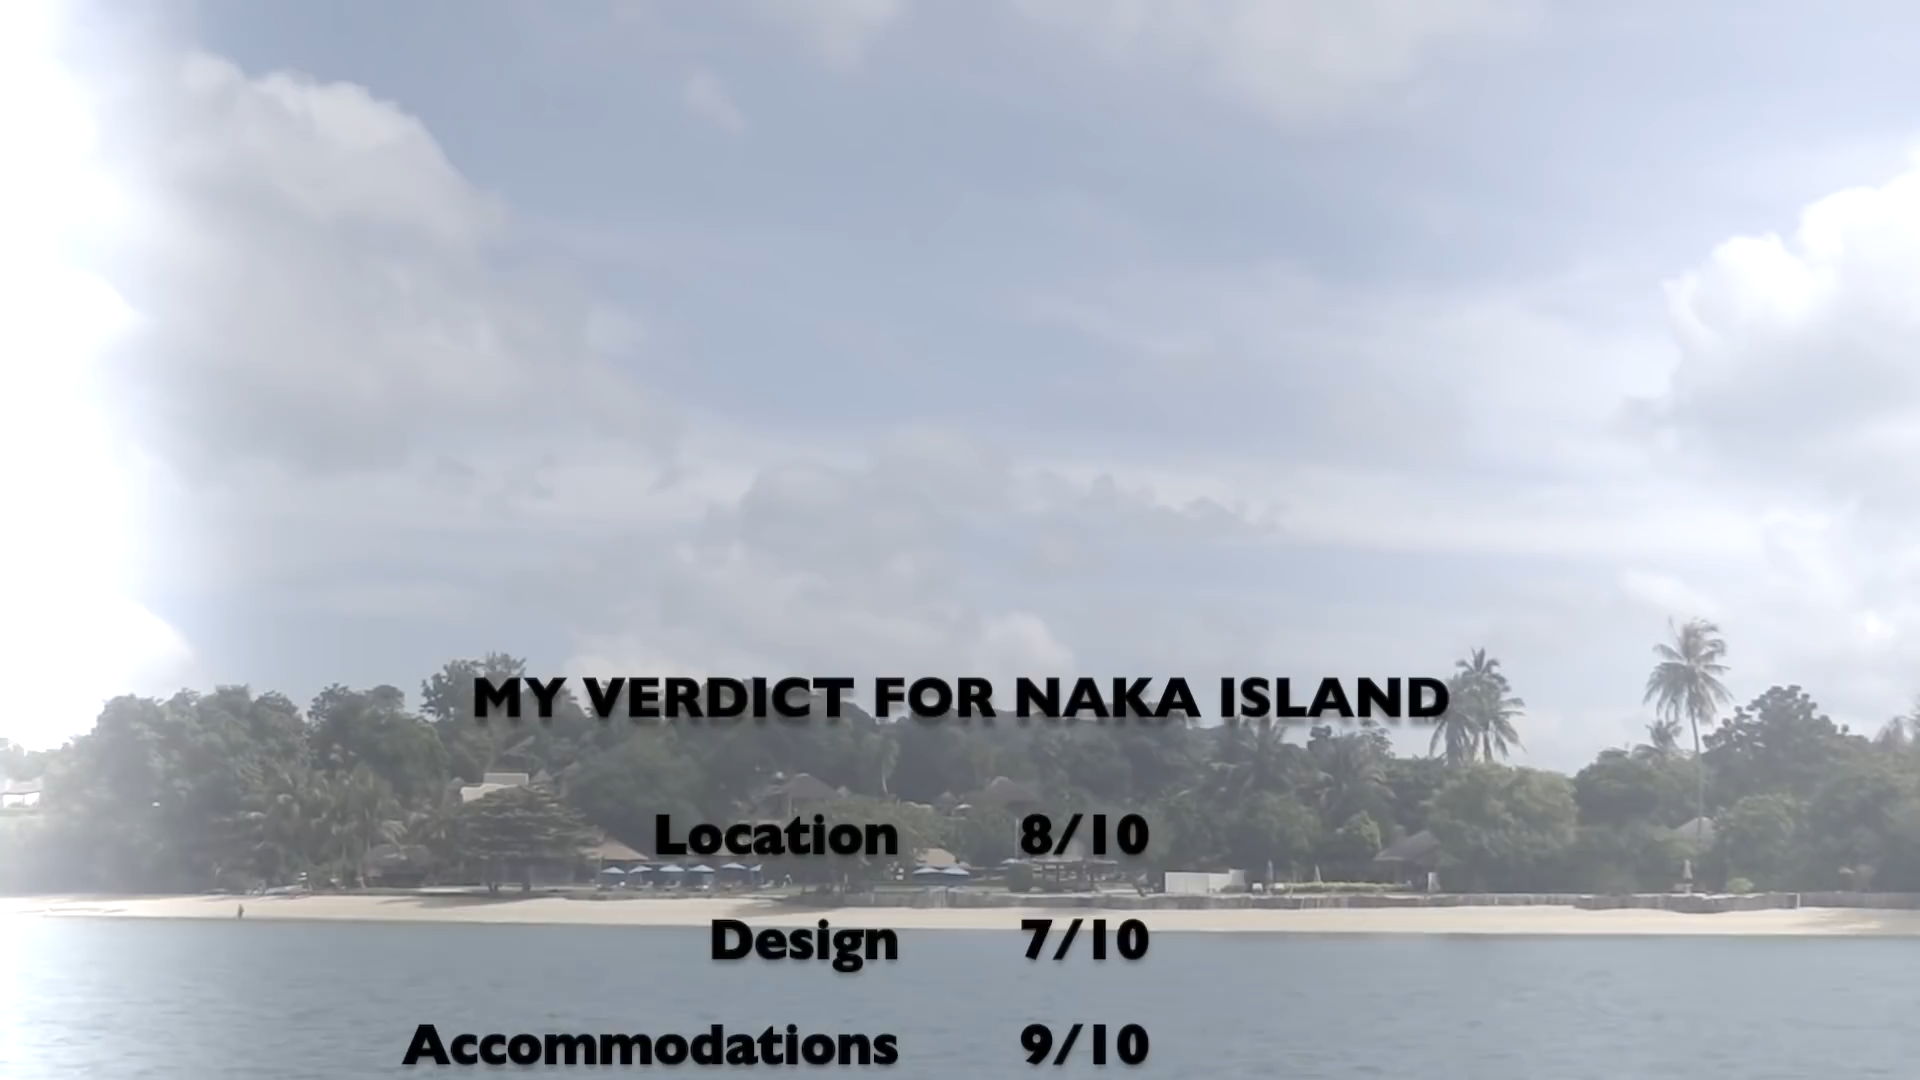 MY VERDICT FOR NAKA ISLAND
Location 8/10
Design 7/10
Accommodations 9/10